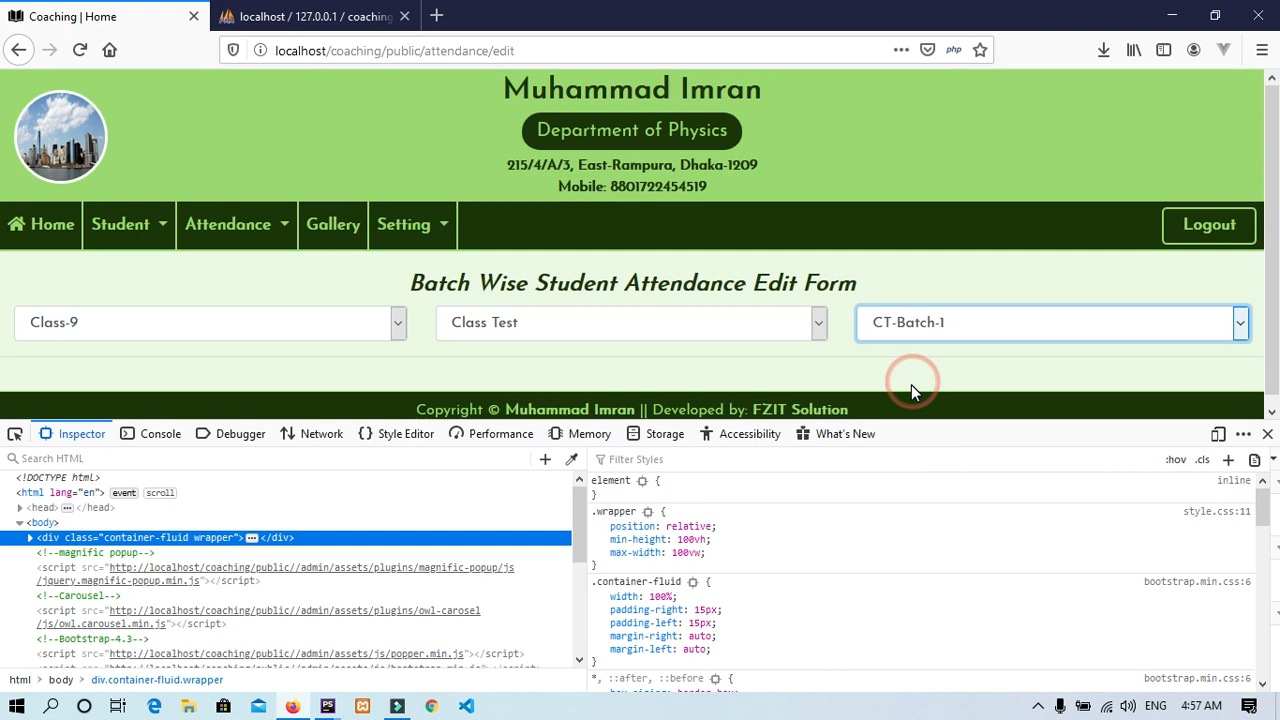 Coaching | Home
localhost / 127.0.0.1 / coaching
localhost/coaching/public/attendance/edit
php
Muhammad Imran
Department of Physics
215/4/A/3, East-Rampura, Dhaka-1209
Mobile: 8801722454519
Home
Student
Attendance
Gallery
Setting
Logout
Batch Wise Student Attendance Edit Form
Class-9
Class Test
CT-Batch-1
Copyright © Muhammad Imran || Developed by: FZIT Solution
Inspector
Console
Debugger
Network
Style Editor
Performance
Memory
Storage
Accessibility
What's New
Search HTML
Filter Styles
:hov .cls
<!DOCTYPE html>
<html lang="en"> event scroll
<head> ••• </head>
<body>
<div class="container-fluid wrapper"> ••• </div>
<!--magnific popup-->
<script src="http://localhost/coaching/public//admin/assets/plugins/magnific-popup/js
/jquery.magnific-popup.min.js"></script>
<!--Carousel-->
<script src="http://localhost/coaching/public//admin/assets/plugins/owl-carosel
/js/owl.carousel.min.js"></script>
<!--Bootstrap-4.3-->
<script src="http://localhost/coaching/public//admin/assets/js/popper.min.js"></script>
element { inline
}
.wrapper { style.css:11
position: relative;
min-height: 100vh;
max-width: 100vw;
}
.container-fluid { bootstrap.min.css:6
width: 100%;
padding-right: 15px;
padding-left: 15px;
margin-right: auto;
margin-left: auto;
}
*, ::after, ::before { bootstrap.min.css:6
html
body
div.container-fluid.wrapper
ENG
4:57 AM